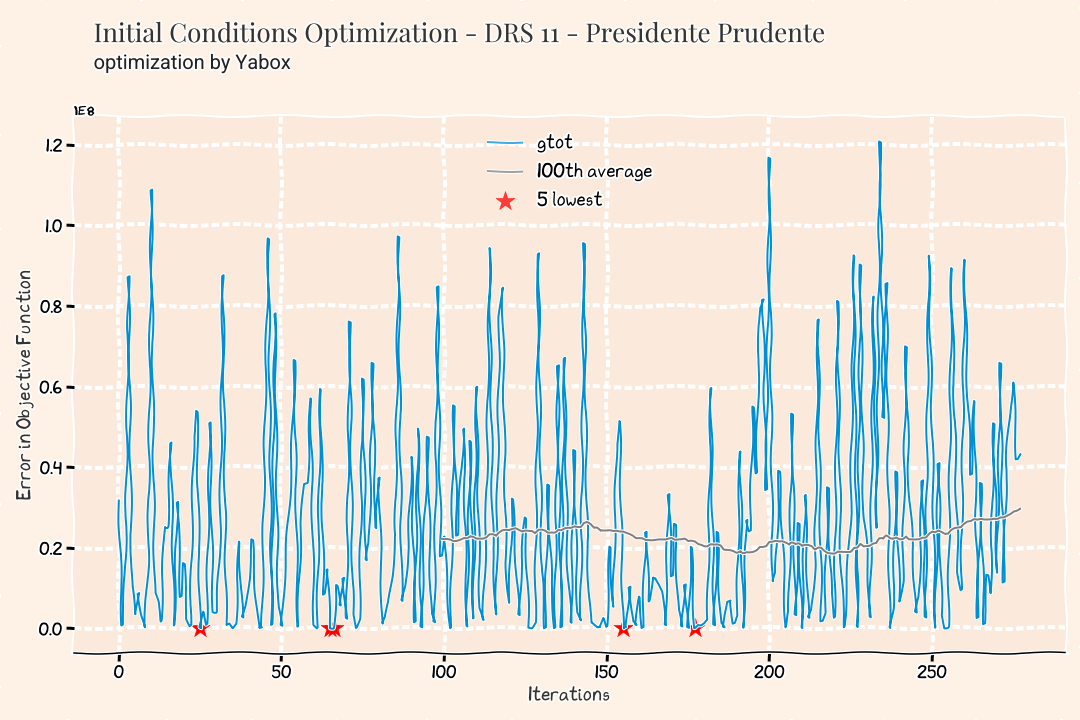 Initial Conditions Optimization - DRS 11 - Presidente Prudente
optimization by Yabox
1E8
gtot
100th average
5 lowest
Error in Objective Function
1.2
1.0
0.8
0.6
0.4
0.2
0.0
0 50 100 150 200 250
Iterations